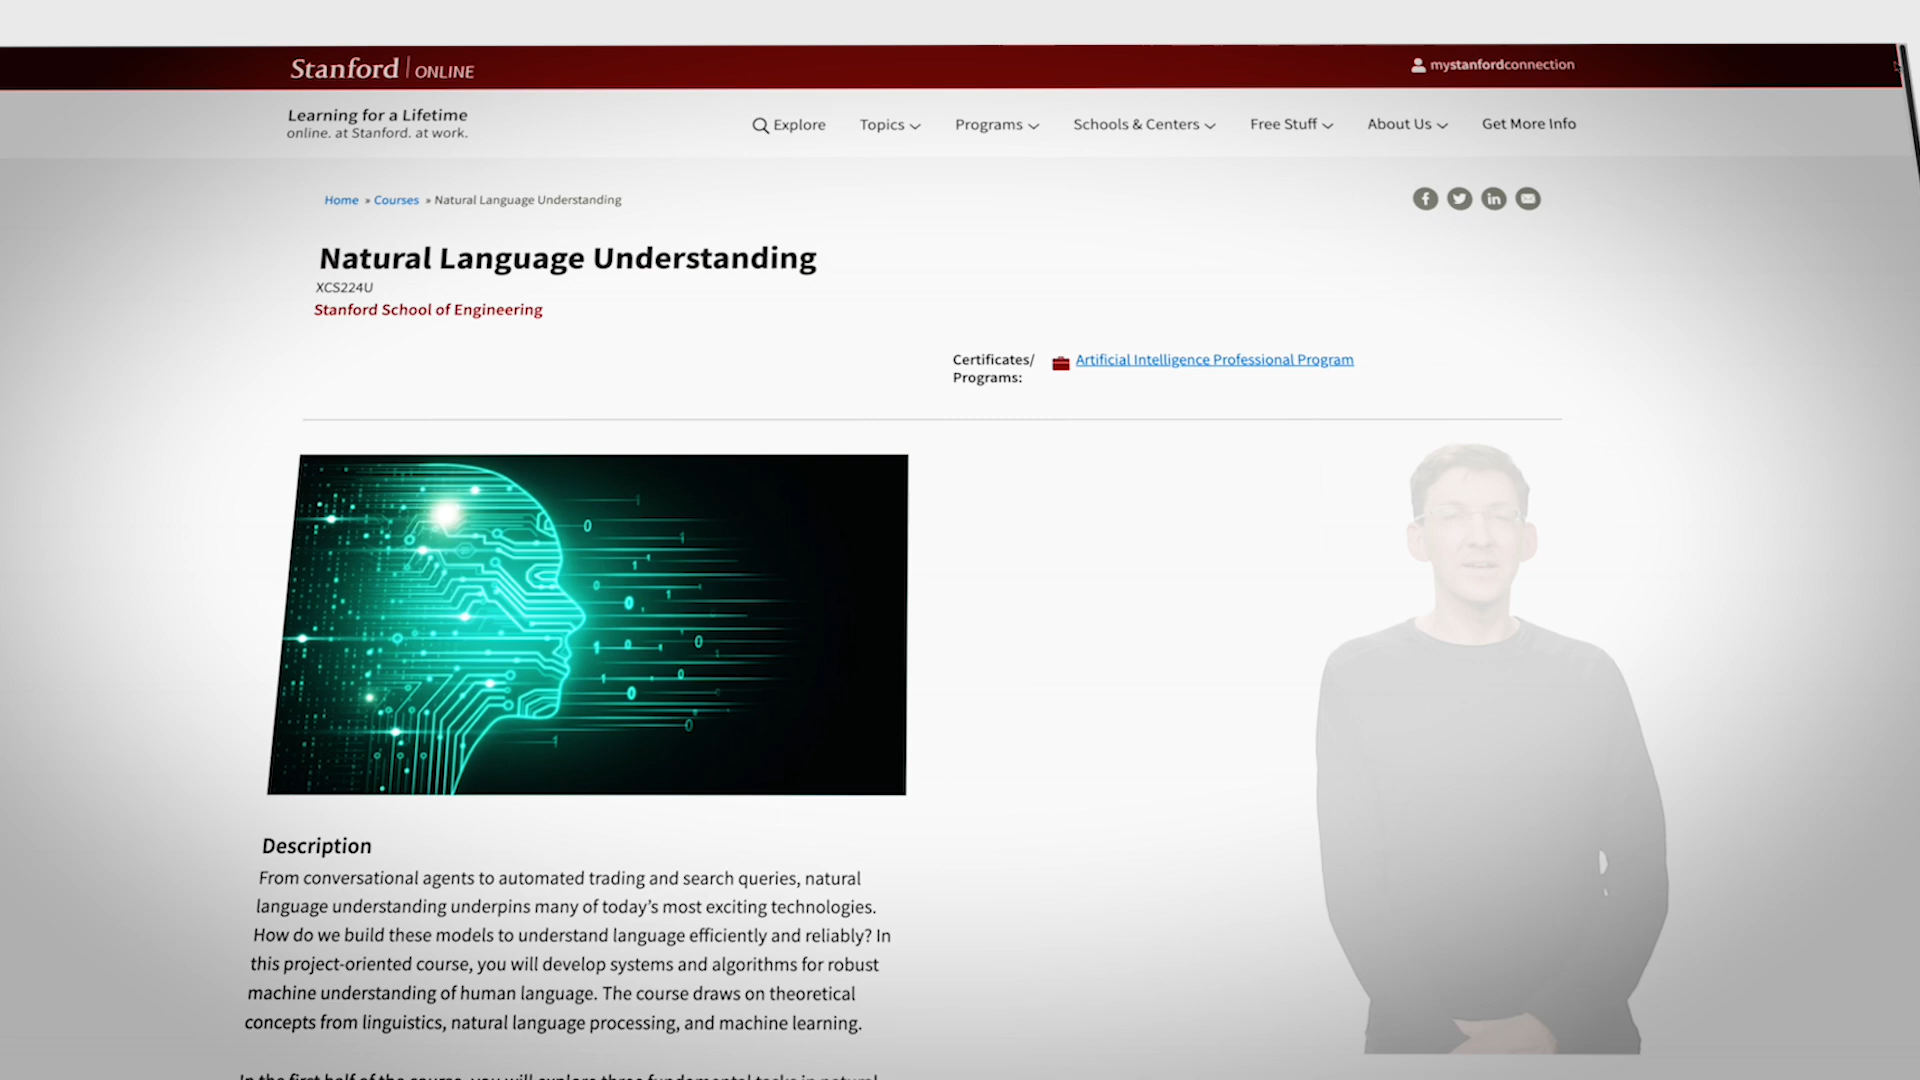 Stanford | ONLINE
mystanfordconnection
Learning for a Lifetime
online. at Stanford. at work.
Explore Topics Programs Schools & Centers Free Stuff About Us Get More Info
Home » Courses » Natural Language Understanding
Natural Language Understanding
XCS224U
Stanford School of Engineering
Certificates/
Programs:
Artificial Intelligence Professional Program
Description
From conversational agents to automated trading and search queries, natural
language understanding underpins many of today's most exciting technologies.
How do we build these models to understand language efficiently and reliably? In
this project-oriented course, you will develop systems and algorithms for robust
machine understanding of human language. The course draws on theoretical
concepts from linguistics, natural language processing, and machine learning.
In the first half of the course, you will explore three fundamental tasks in natural